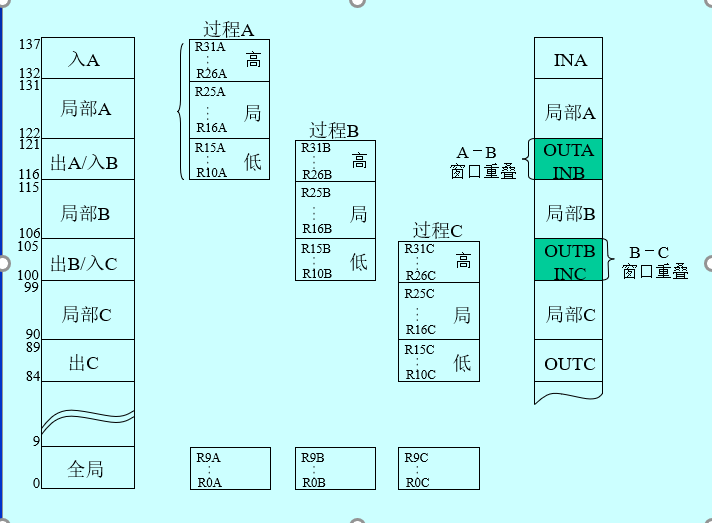 137
入A
132
131
局部A
122
121
出A/入B
116
115
局部B
106
105
出B/入C
100
99
局部C
90
89
出C
84
9
全局
0
过程A
R31A
高
R26A
R25A
局
R16A
R15A
低
R10A
过程B
R31B
高
R26B
R25B
局
R16B
R15B
低
R10B
过程C
R31C
高
R26C
R25C
局
R16C
R15C
低
R10C
R9A
R0A
R9B
R0B
R9C
R0C
INA
局部A
A－B
窗口重叠
OUTA
INB
局部B
OUTB
INC
B－C
窗口重叠
局部C
OUTC